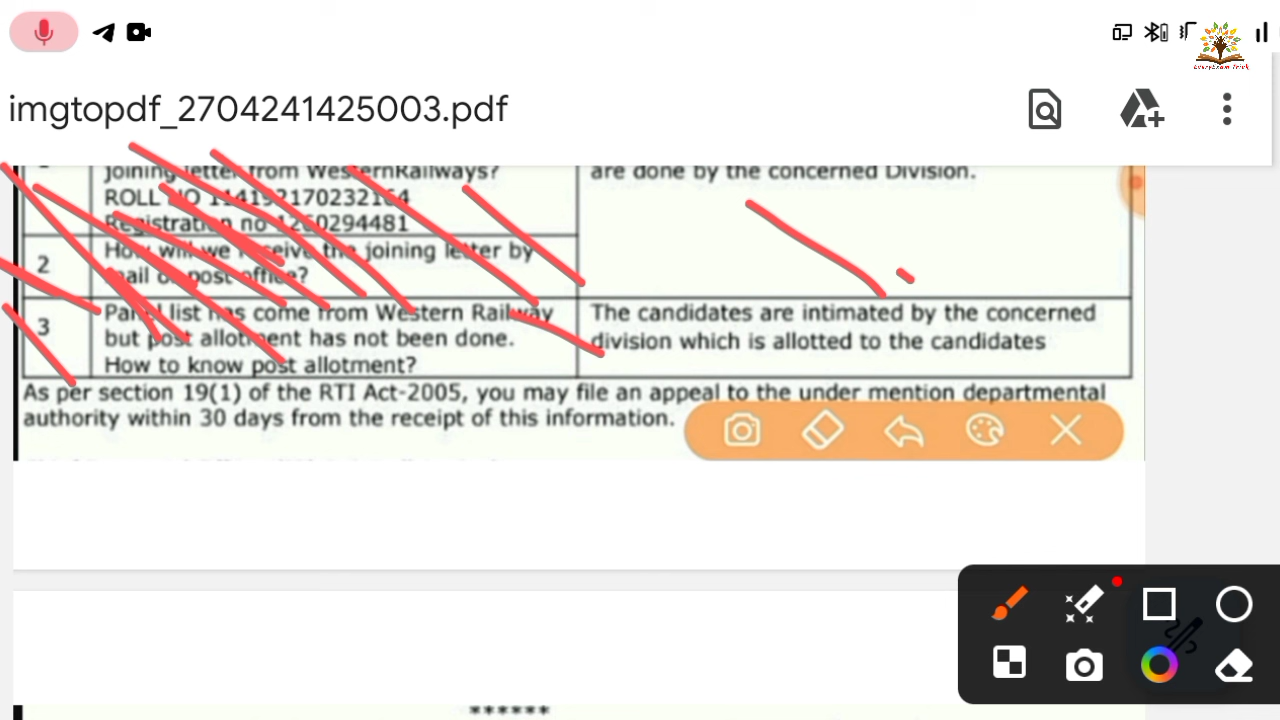 imgtopdf_2704241425003.pdf
joining letter from WesternRailways?
are done by the concerned Division.
ROLL NO
Registration no 1260294481
2
How will we receive the joining letter by
mail or post office?
3
Panel list has come from Western Railway
but post allotment has not been done.
How to know post allotment?
The candidates are intimated by the concerned
division which is allotted to the candidates
As per section 19(1) of the RTI Act-2005, you may file an appeal to the under mention departmental
authority within 30 days from the receipt of this information.
******